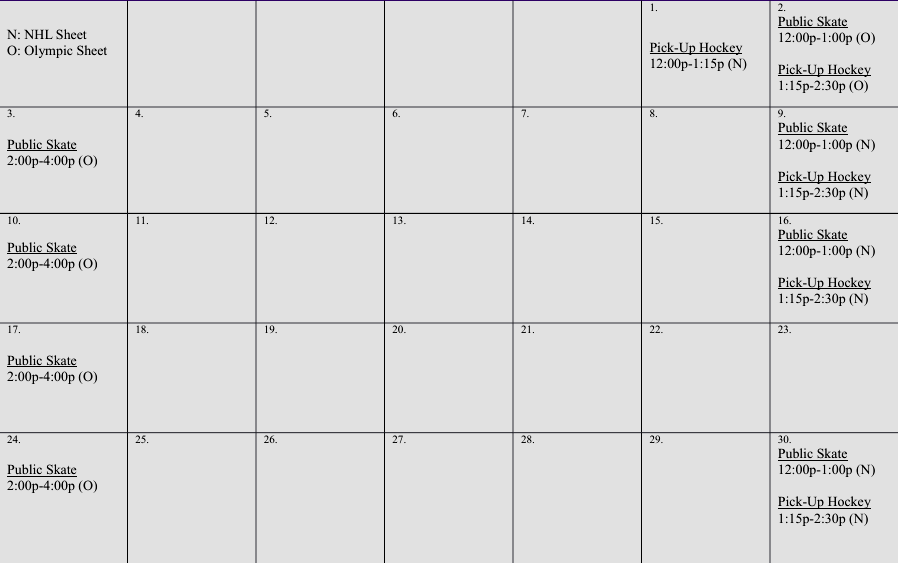 N: NHL Sheet
O: Olympic Sheet
1.
Pick-Up Hockey
12:00p-1:15p (N)
2.
Public Skate
12:00p-1:00p (O)
Pick-Up Hockey
1:15p-2:30p (O)
3.
Public Skate
2:00p-4:00p (O)
4.
5.
6.
7.
8.
9.
Public Skate
12:00p-1:00p (N)
Pick-Up Hockey
1:15p-2:30p (N)
10.
Public Skate
2:00p-4:00p (O)
11.
12.
13.
14.
15.
16.
Public Skate
12:00p-1:00p (N)
Pick-Up Hockey
1:15p-2:30p (N)
17.
Public Skate
2:00p-4:00p (O)
18.
19.
20.
21.
22.
23.
24.
Public Skate
2:00p-4:00p (O)
25.
26.
27.
28.
29.
30.
Public Skate
12:00p-1:00p (N)
Pick-Up Hockey
1:15p-2:30p (N)